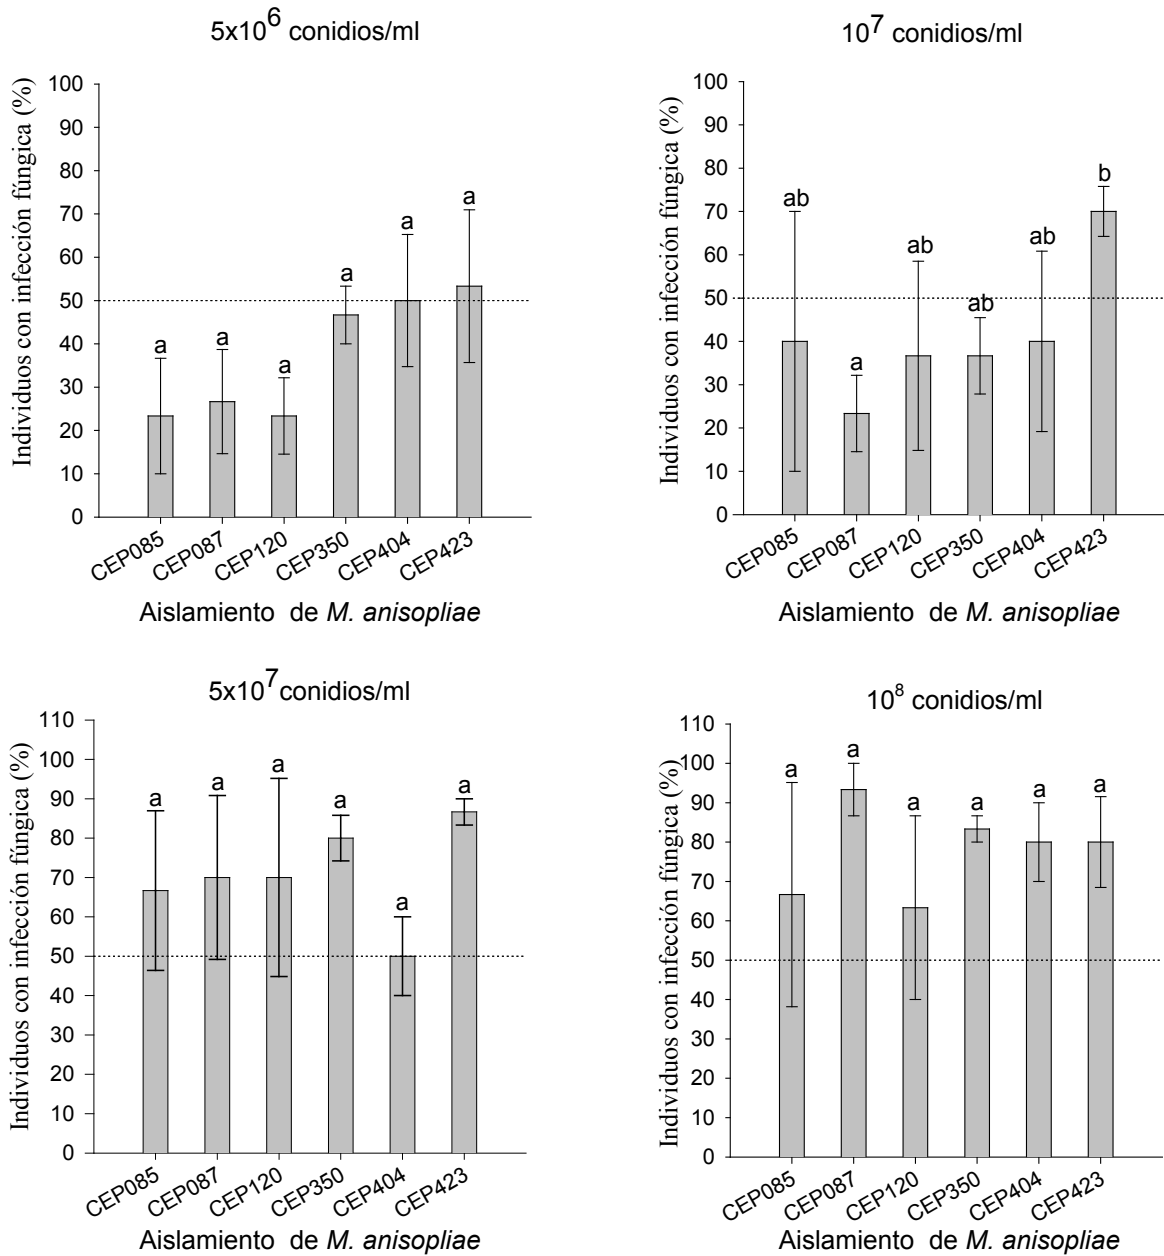 5x10⁶ conidios/ml
Individuos con infección fúngica (%)
100
90
80
70
60
50
40
30
20
10
0
a
a
a
a
a
a
CEP085
CEP087
CEP120
CEP350
CEP404
CEP423
Aislamiento de M. anisopliae
10⁷ conidios/ml
Individuos con infección fúngica (%)
100
90
80
70
60
50
40
30
20
10
0
ab
a
ab
ab
ab
b
CEP085
CEP087
CEP120
CEP350
CEP404
CEP423
Aislamiento de M. anisopliae
5x10⁷ conidios/ml
Individuos con infección fúngica (%)
110
100
90
80
70
60
50
40
30
20
10
0
a
a
a
a
a
a
CEP085
CEP087
CEP120
CEP350
CEP404
CEP423
Aislamiento de M. anisopliae
10⁸ conidios/ml
Individuos con infección fúngica (%)
110
100
90
80
70
60
50
40
30
20
10
0
a
a
a
a
a
a
CEP085
CEP087
CEP120
CEP350
CEP404
CEP423
Aislamiento de M. anisopliae